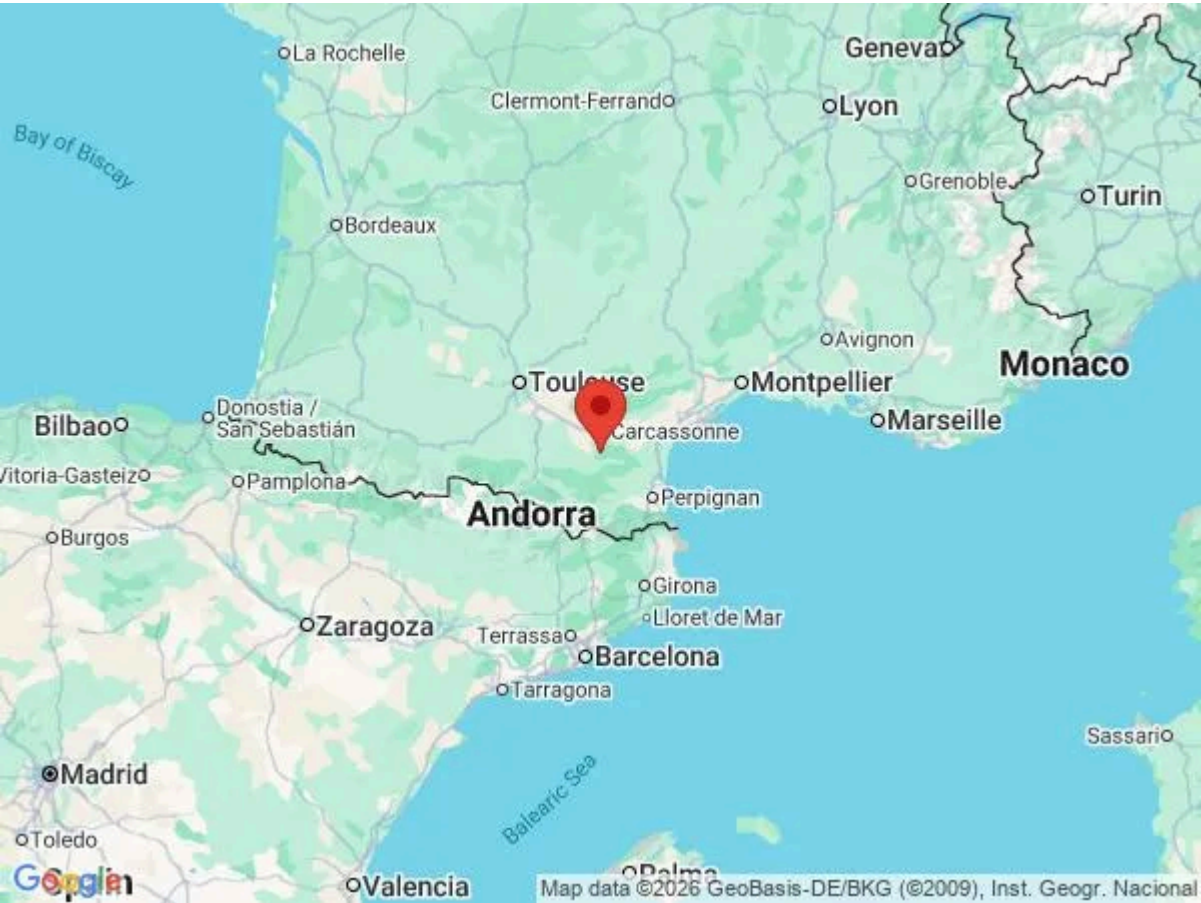 La Rochelle
Geneva
Clermont-Ferrand
Lyon
Bay of Biscay
Grenoble
Turin
Bordeaux
Avignon
Monaco
Toulouse
Montpellier
Donostia /
San Sebastián
Bilbao
Carcassonne
Marseille
Vitoria-Gasteiz
Pamplona
Perpignan
Andorra
Burgos
Girona
Lloret de Mar
Zaragoza
Terrassa
Barcelona
Tarragona
Sassari
Madrid
Balearic Sea
Toledo
Palma
Google
Spain
Valencia
Map data ©2026 GeoBasis-DE/BKG (©2009), Inst. Geogr. Nacional